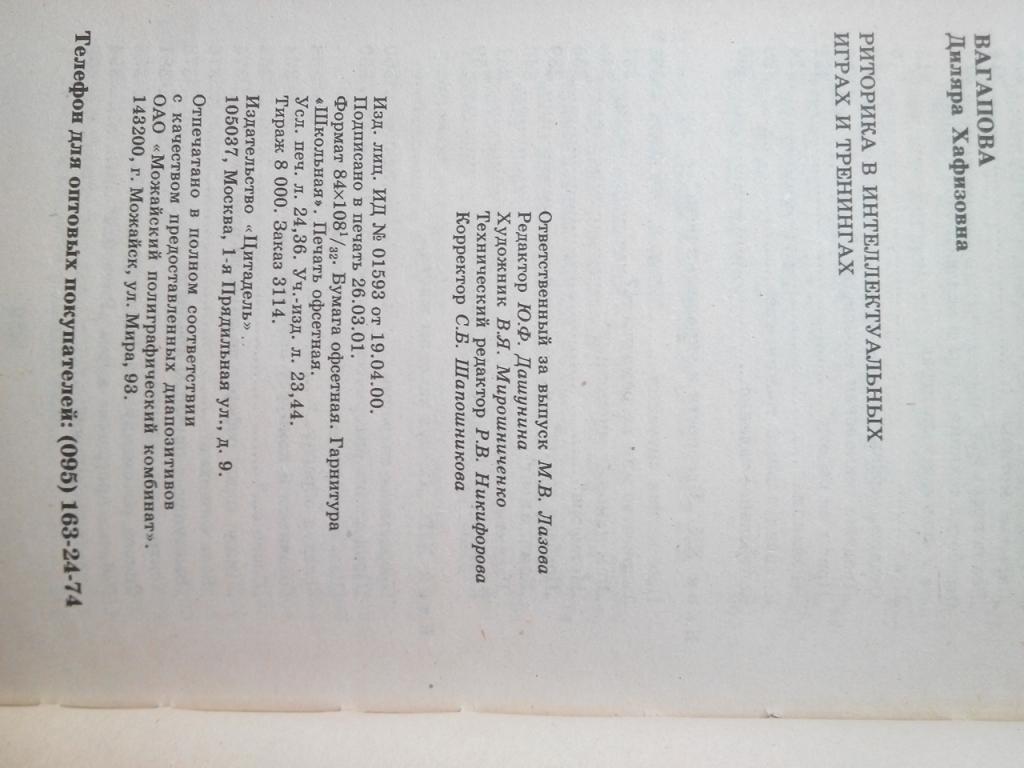 ВАГАПОВА
Диляра Хафизовна
РИТОРИКА В ИНТЕЛЛЕКТУАЛЬНЫХ
ИГРАХ И ТРЕНИНГАХ
Ответственный за выпуск М.В. Лазова
Редактор Ю.Ф. Дашунина
Художник В.Я. Мирошниченко
Технический редактор Р.В. Никифорова
Корректор С.Б. Шапошникова
Изд. лиц. ИД № 01593 от 19.04.00.
Подписано в печать 26.03.01.
Формат 84×108¹/₃₂. Бумага офсетная. Гарнитура
«Школьная». Печать офсетная.
Усл. печ. л. 24,36. Уч.-изд. л. 23,44.
Тираж 8 000. Заказ 3114.
Издательство «Цитадель»
105037, Москва, 1-я Прядильная ул., д. 9.
Отпечатано в полном соответствии
с качеством предоставленных диапозитивов
ОАО «Можайский полиграфический комбинат».
143200, г. Можайск, ул. Мира, 93.
Телефон для оптовых покупателей: (095) 163-24-74